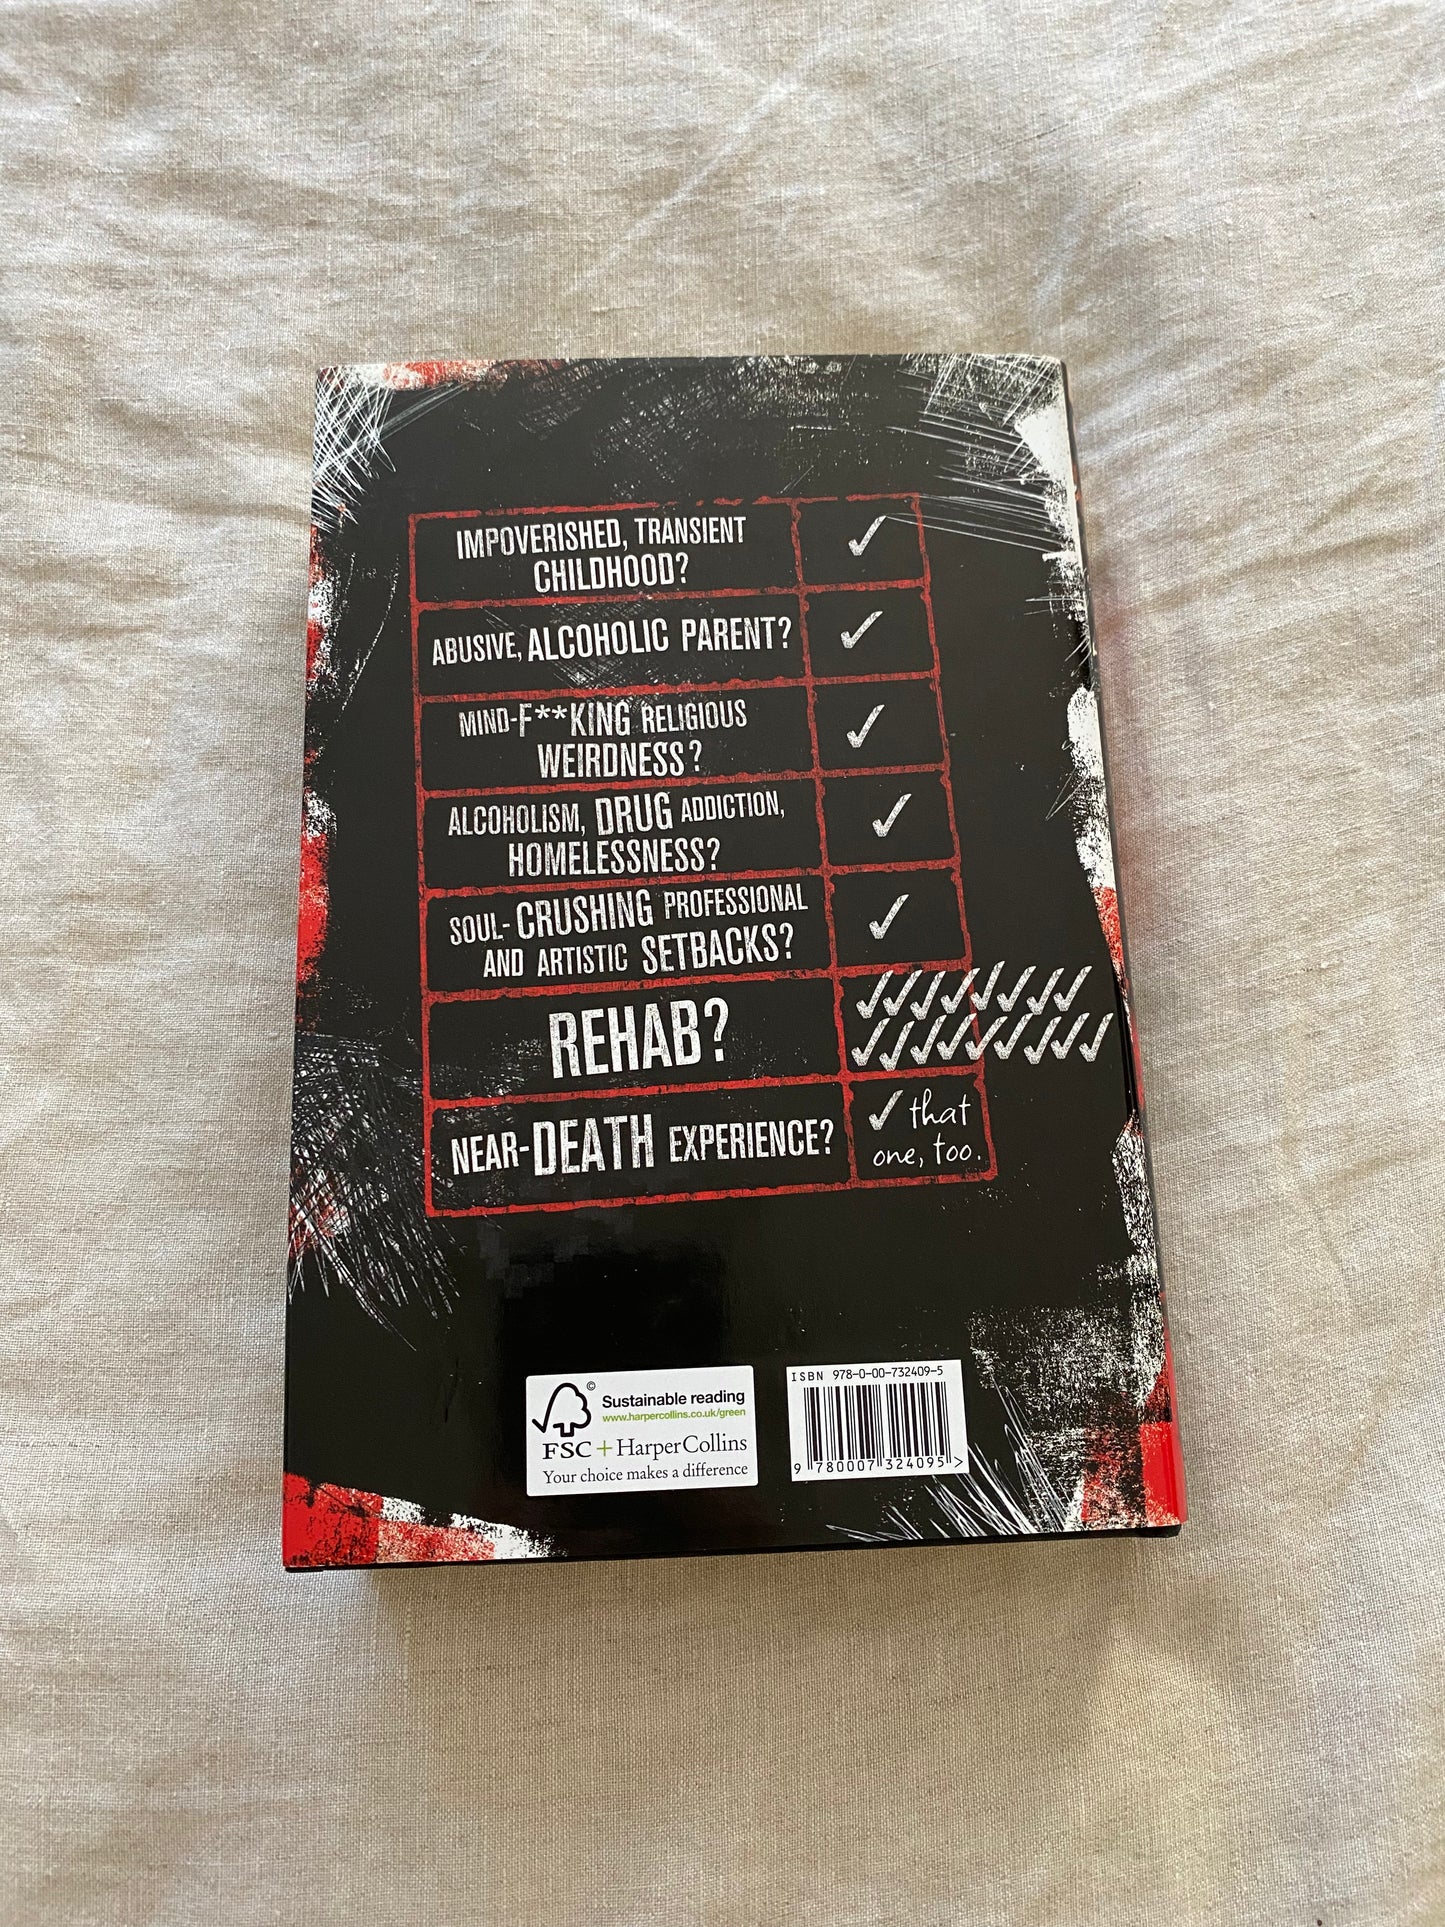 IMPOVERISHED, TRANSIENT
CHILDHOOD?
ABUSIVE, ALCOHOLIC PARENT?
MIND-F**KING RELIGIOUS
WEIRDNESS?
ALCOHOLISM, DRUG ADDICTION,
HOMELESSNESS?
SOUL-CRUSHING PROFESSIONAL
AND ARTISTIC SETBACKS?
REHAB?
NEAR-DEATH EXPERIENCE?
that
one, too.
©
Sustainable reading
www.harpercollins.co.uk/green
FSC + HarperCollins
Your choice makes a difference
ISBN 978-0-00-732409-5
9 780007 324095 >